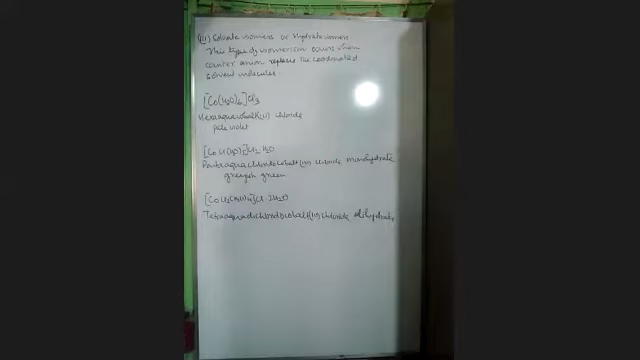 (iii) Solvate isomers or Hydrate isomers
This type of isomerism occurs when
counter anion replaces the coordinated
solvent molecules.
[Co(H2O)6]Cl3
Hexaaquacobalt(III) chloride
pale violet
[CoCl(H2O)5]Cl2.H2O
Pentaaquachloridocobalt(III) chloride monohydrate
greyish green
[CoCl2(H2O)4]Cl.2H2O
Tetraaquadichloridocobalt(III) chloride dihydrate